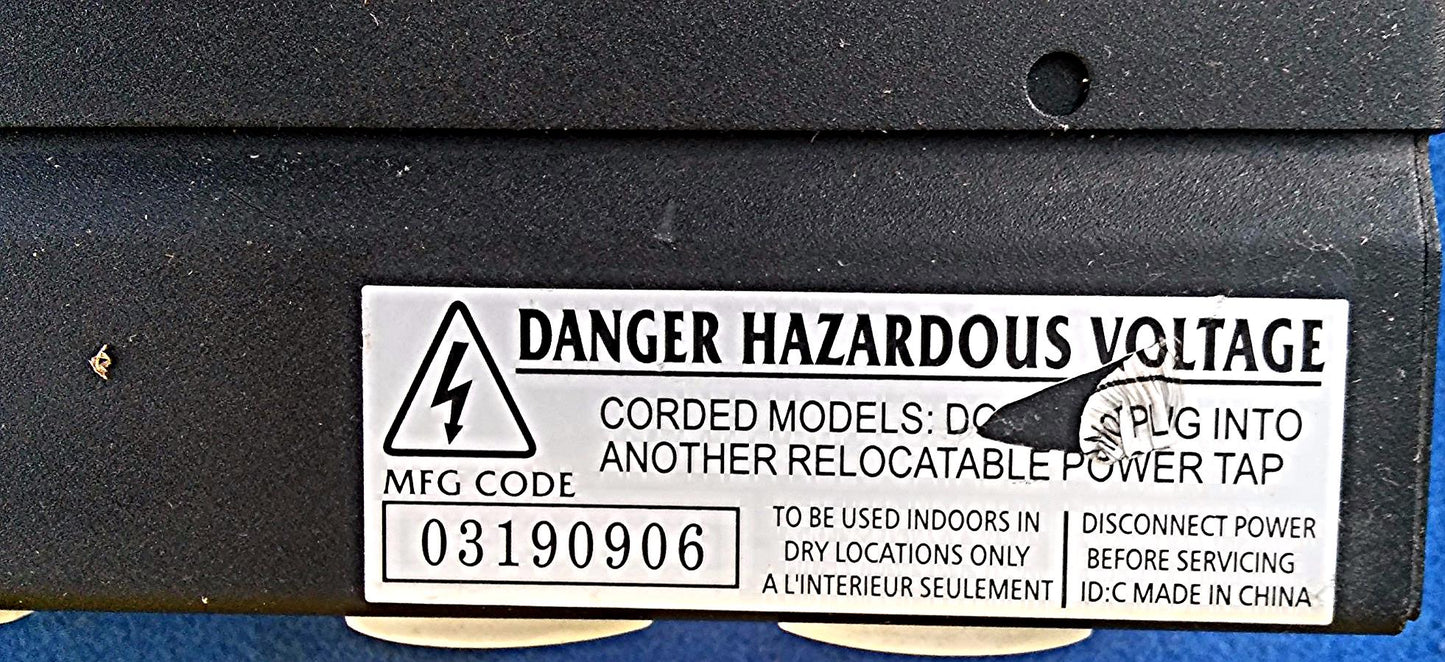 DANGER HAZARDOUS VOLTAGE
CORDED MODELS: DO PLUG INTO
ANOTHER RELOCATABLE POWER TAP
MFG CODE
03190906
TO BE USED INDOORS IN
DRY LOCATIONS ONLY
A L'INTERIEUR SEULEMENT
DISCONNECT POWER
BEFORE SERVICING
ID:C MADE IN CHINA